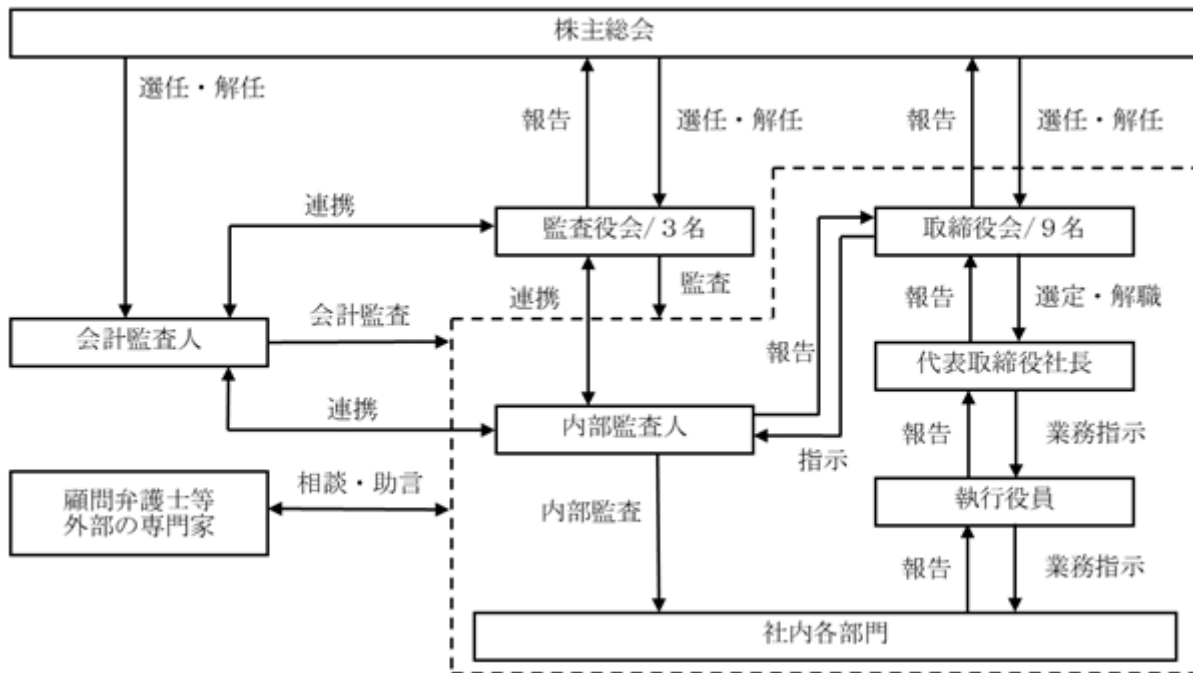 株主総会
選任・解任
報告
選任・解任
報告
選任・解任
連携
監査役会/３名
取締役会/９名
監査
連携
報告
選定・解職
会計監査人
会計監査
報告
代表取締役社長
連携
内部監査人
指示
報告
業務指示
顧問弁護士等
外部の専門家
相談・助言
内部監査
執行役員
報告
業務指示
社内各部門